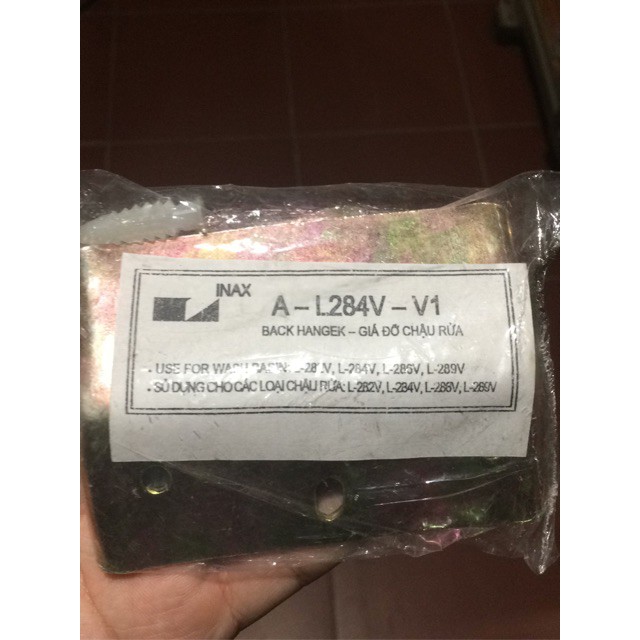 INAX
A – L284V – V1
BACK HANGEK – GIÁ ĐỠ CHẬU RỬA
- USE FOR WASH BASIN: L-282V, L-284V, L-285V, L-289V
- SỬ DỤNG CHO CÁC LOẠI CHẬU RỬA: L-282V, L-284V, L-285V, L-289V